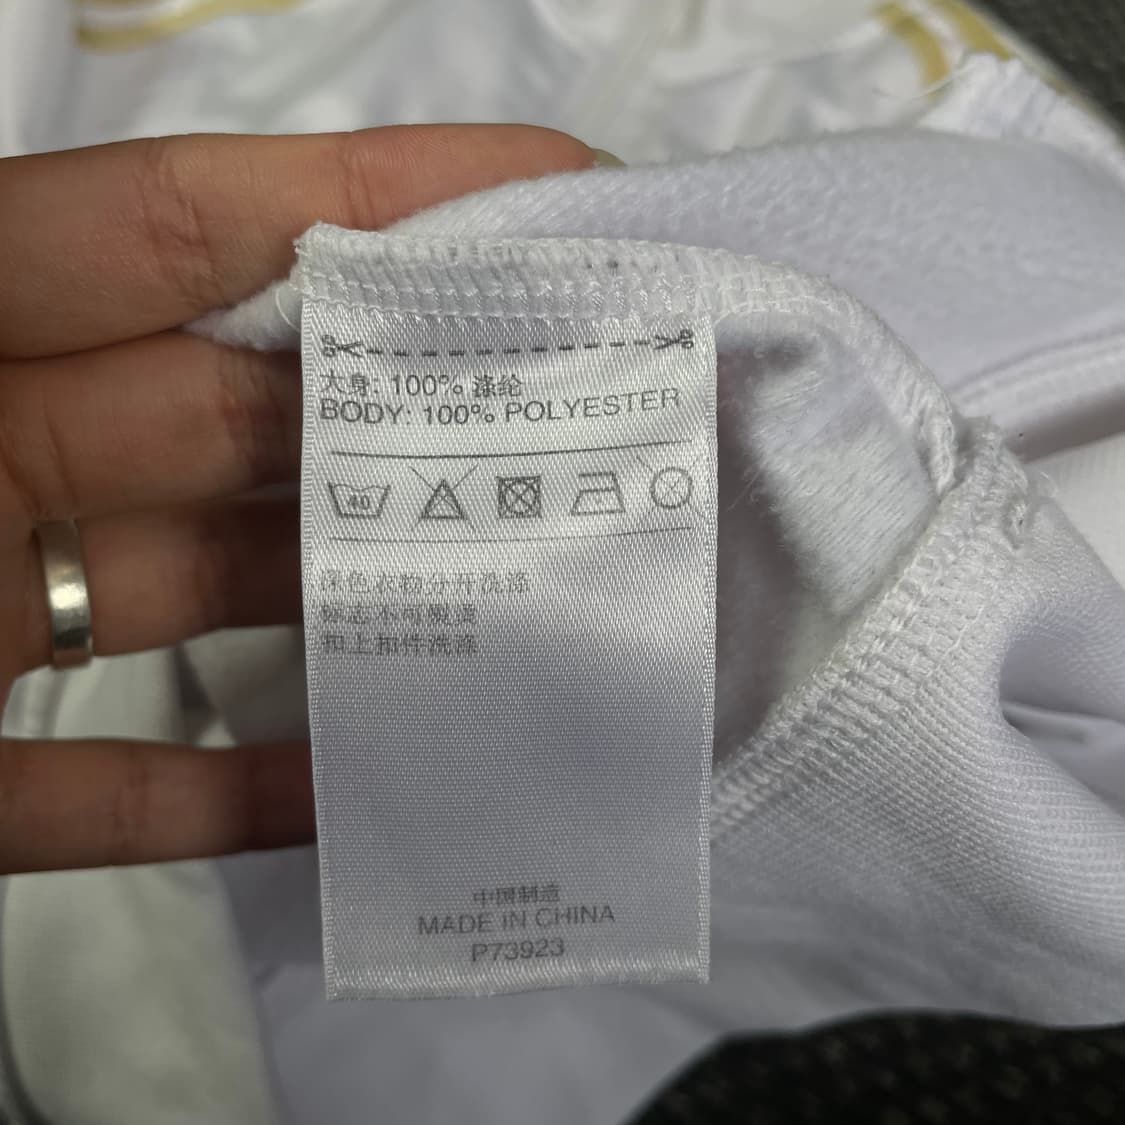 大身: 100% 涤纶
BODY: 100% POLYESTER
40
深色衣物分开洗涤
标志不可熨烫
扣上扣件洗涤
中国制造
MADE IN CHINA
P73923